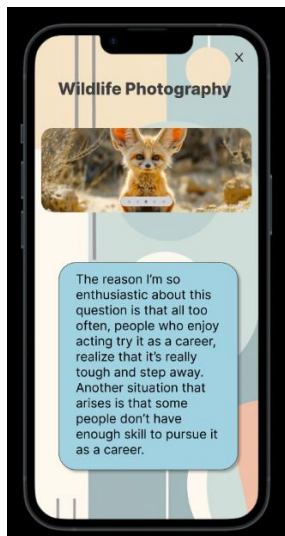 X
Wildlife Photography
The reason I'm so
enthusiastic about this
question is that all too
often, people who enjoy
acting try it as a career,
realize that it's really
tough and step away.
Another situation that
arises is that some
people don't have
enough skill to pursue it
as a career.